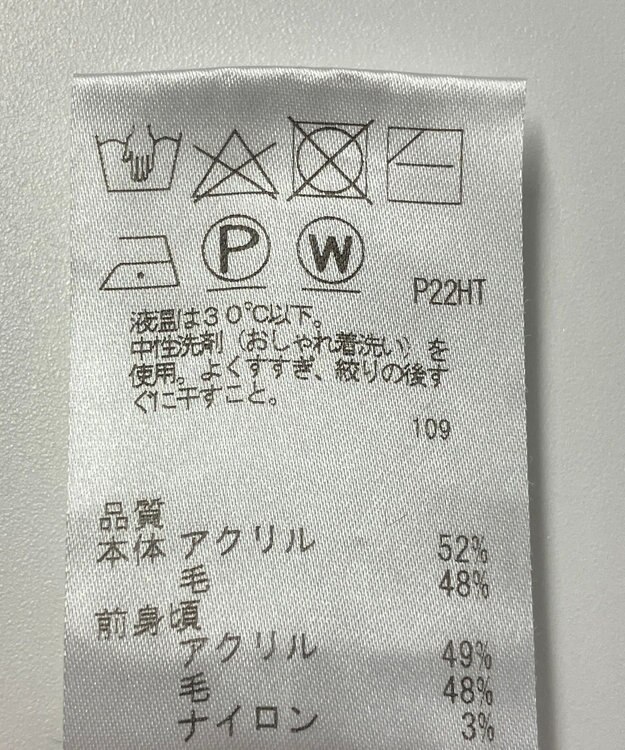 P W
P22HT
液温は30℃以下。
中性洗剤（おしゃれ着洗い）を
使用。よくすすぎ、絞りの後す
ぐに干すこと。
109
品質
本体 アクリル 52%
毛 48%
前身頃
アクリル 49%
毛 48%
ナイロン 3%